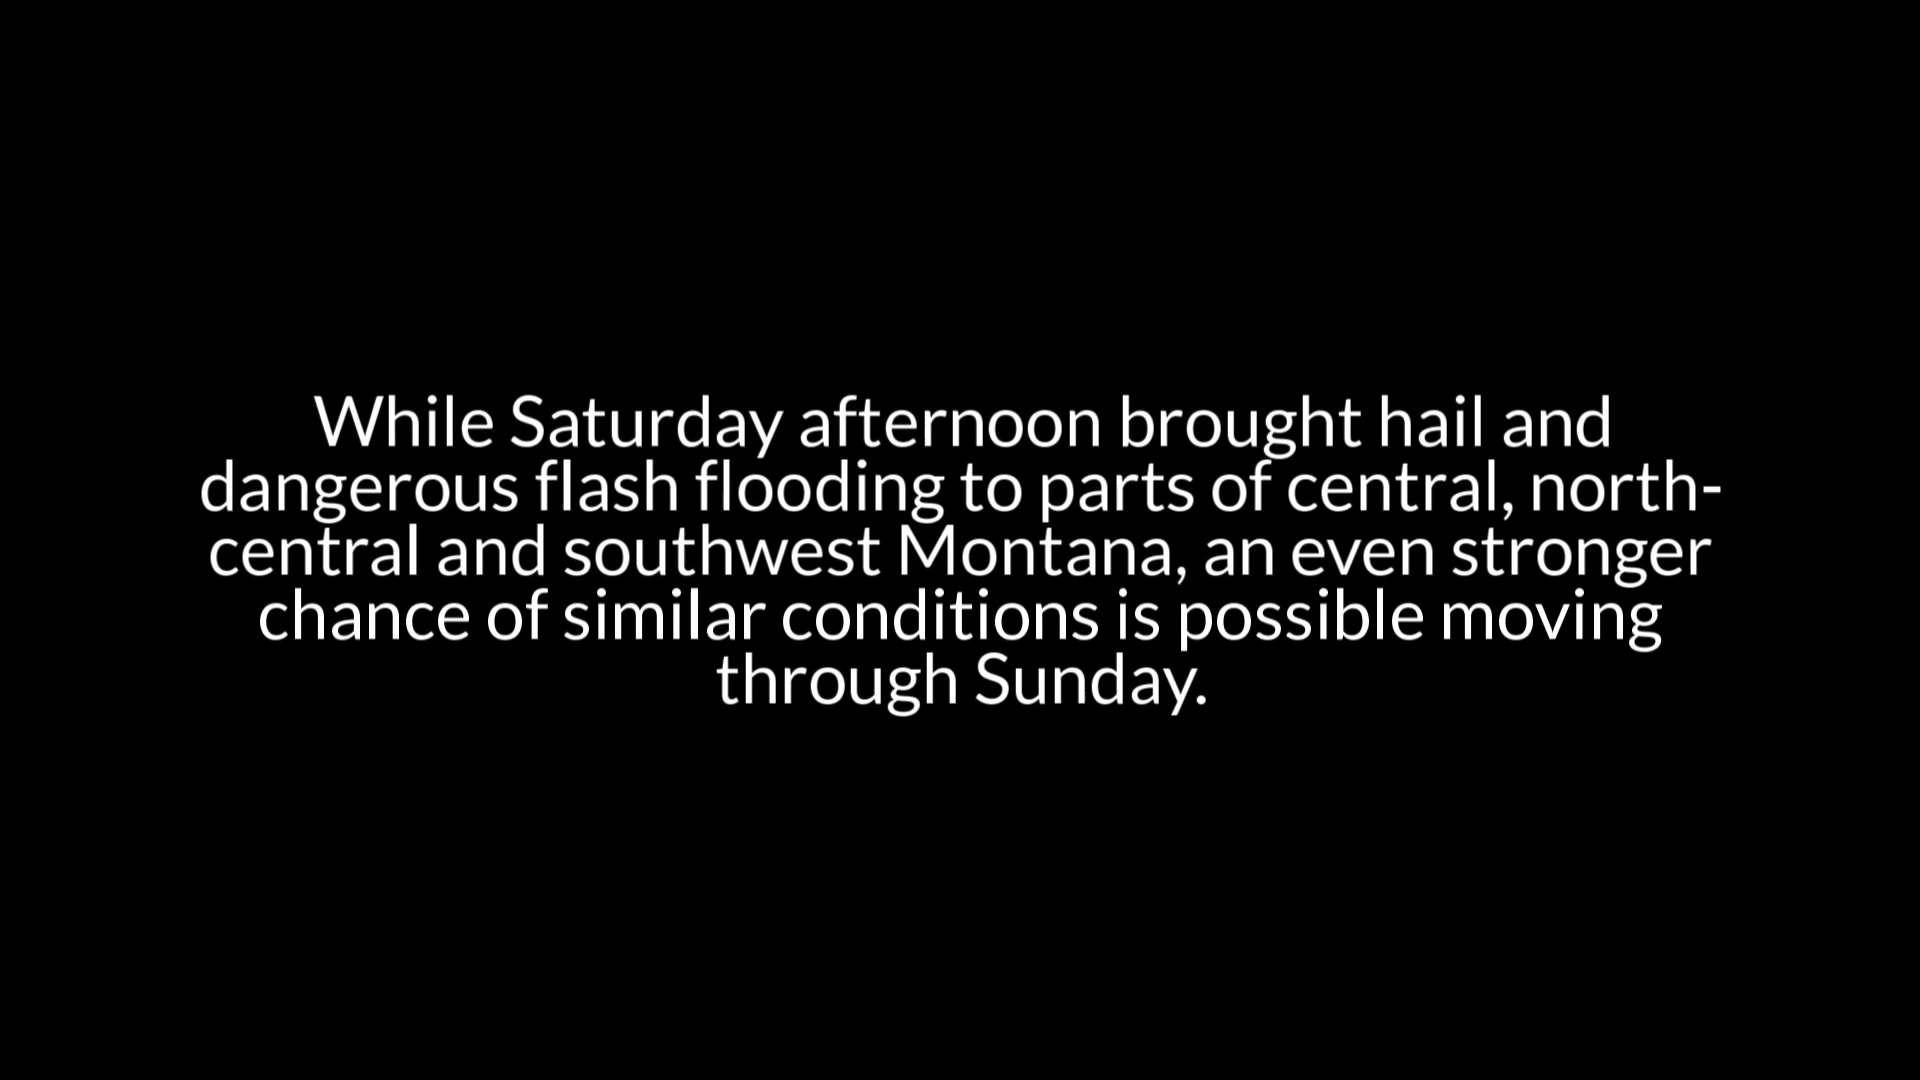 While Saturday afternoon brought hail and
dangerous flash flooding to parts of central, north-
central and southwest Montana, an even stronger
chance of similar conditions is possible moving
through Sunday.